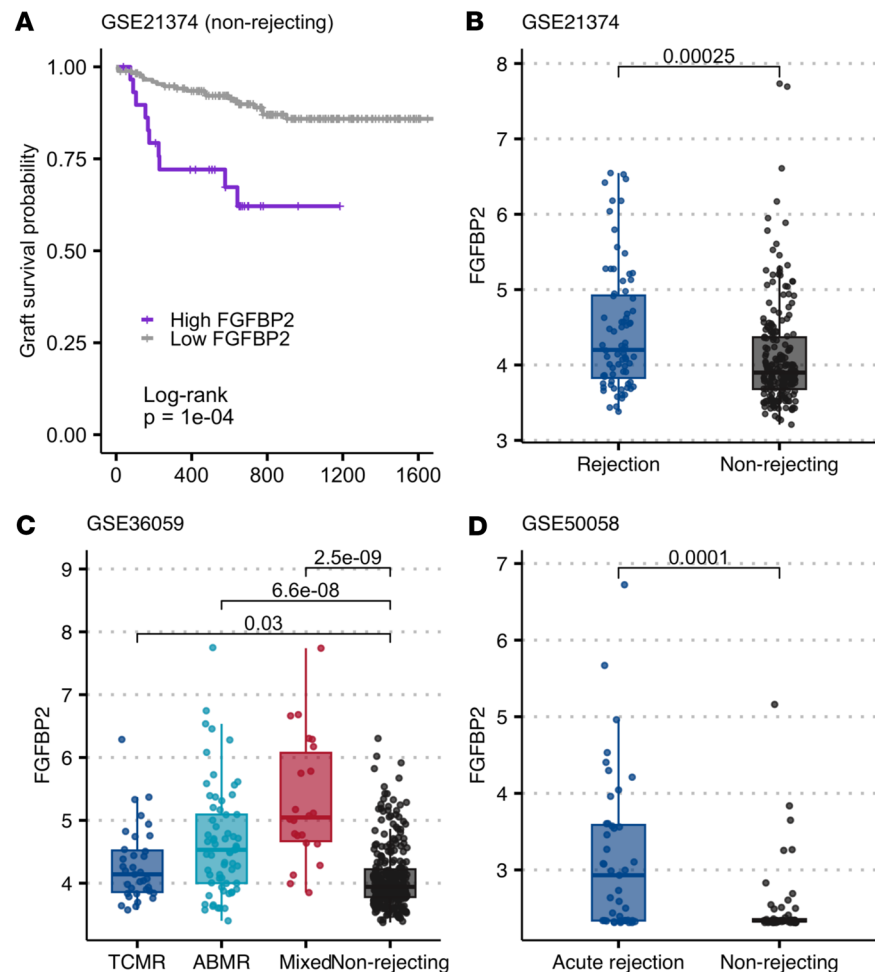 A
GSE21374 (non-rejecting)
Graft survival probability
1.00
0.75
0.50
0.25
0.00
High FGFBP2
Low FGFBP2
Log-rank
p = 1e-04
0 400 800 1200 1600
B
GSE21374
FGFBP2
8
7
6
5
4
3
0.00025
Rejection Non-rejecting
C
GSE36059
FGFBP2
9
8
7
6
5
4
2.5e-09
6.6e-08
0.03
TCMR ABMR MixedNon-rejecting
D
GSE50058
FGFBP2
7
6
5
4
3
0.0001
Acute rejection Non-rejecting